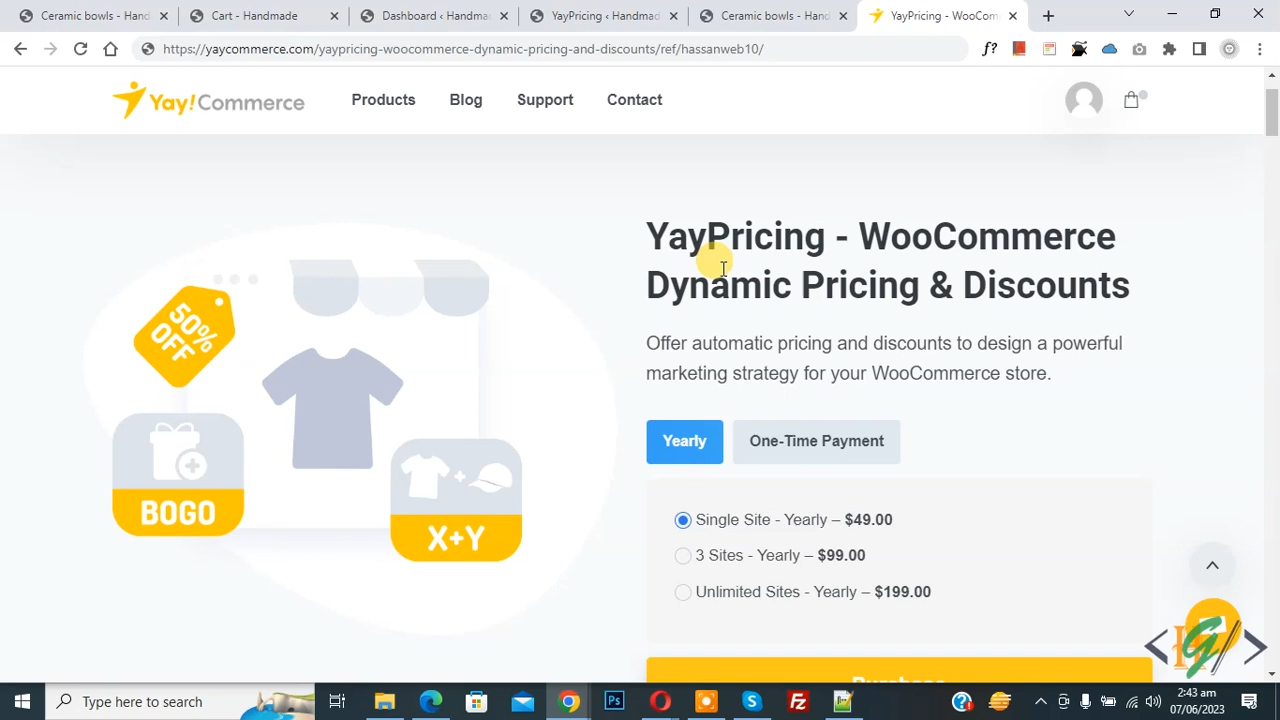 Ceramic bowls - Hand
Cart - Handmade
Dashboard ‹ Handma
YayPricing ‹ Handmad
Ceramic bowls - Hand
YayPricing - WooCom
https://yaycommerce.com/yaypricing-woocommerce-dynamic-pricing-and-discounts/ref/hassanweb10/
f?
Yay!Commerce
Products
Blog
Support
Contact
50%
OFF
BOGO
X+Y
YayPricing - WooCommerce
Dynamic Pricing & Discounts
Offer automatic pricing and discounts to design a powerful
marketing strategy for your WooCommerce store.
Yearly
One-Time Payment
Single Site - Yearly – $49.00
3 Sites - Yearly – $99.00
Unlimited Sites - Yearly – $199.00
Purchase
Type here to search
2:43 am
07/06/2023